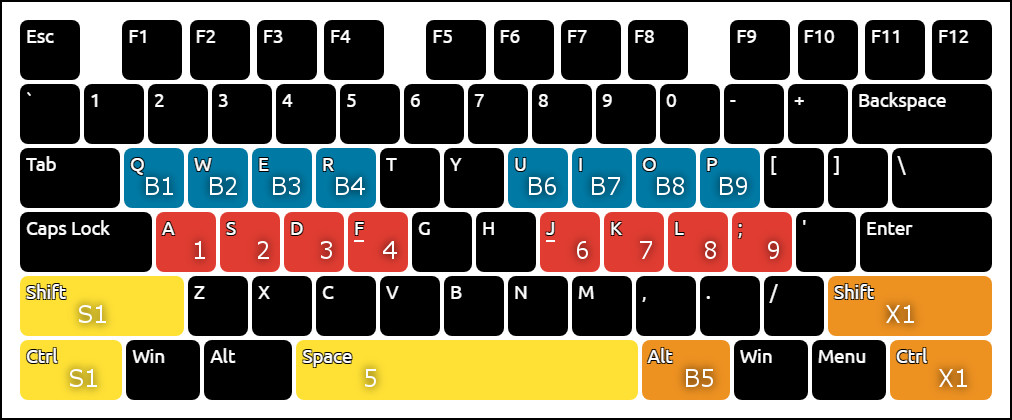 Esc F1 F2 F3 F4 F5 F6 F7 F8 F9 F10 F11 F12
` 1 2 3 4 5 6 7 8 9 0 - + Backspace
Tab Q B1 W B2 E B3 R B4 T Y U B6 I B7 O B8 P B9 [ ] \
Caps Lock A 1 S 2 D 3 F 4 G H J 6 K 7 L 8 ; 9 ' Enter
Shift S1 Z X C V B N M , . / Shift X1
Ctrl S1 Win Alt Space 5 Alt B5 Win Menu Ctrl X1